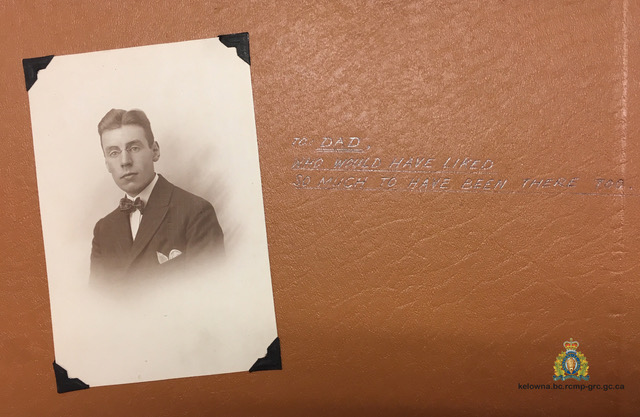 TO DAD,
WHO WOULD HAVE LIKED
SO MUCH TO HAVE BEEN THERE TOO
kelowna.bc.rcmp-grc.gc.ca